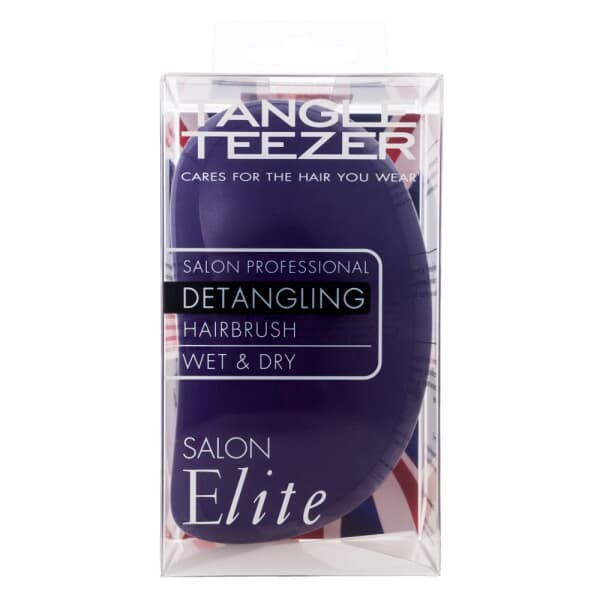 TANGLE
TEEZER
CARES FOR THE HAIR YOU WEAR
SALON PROFESSIONAL
DETANGLING
HAIRBRUSH
WET & DRY
SALON
Elite